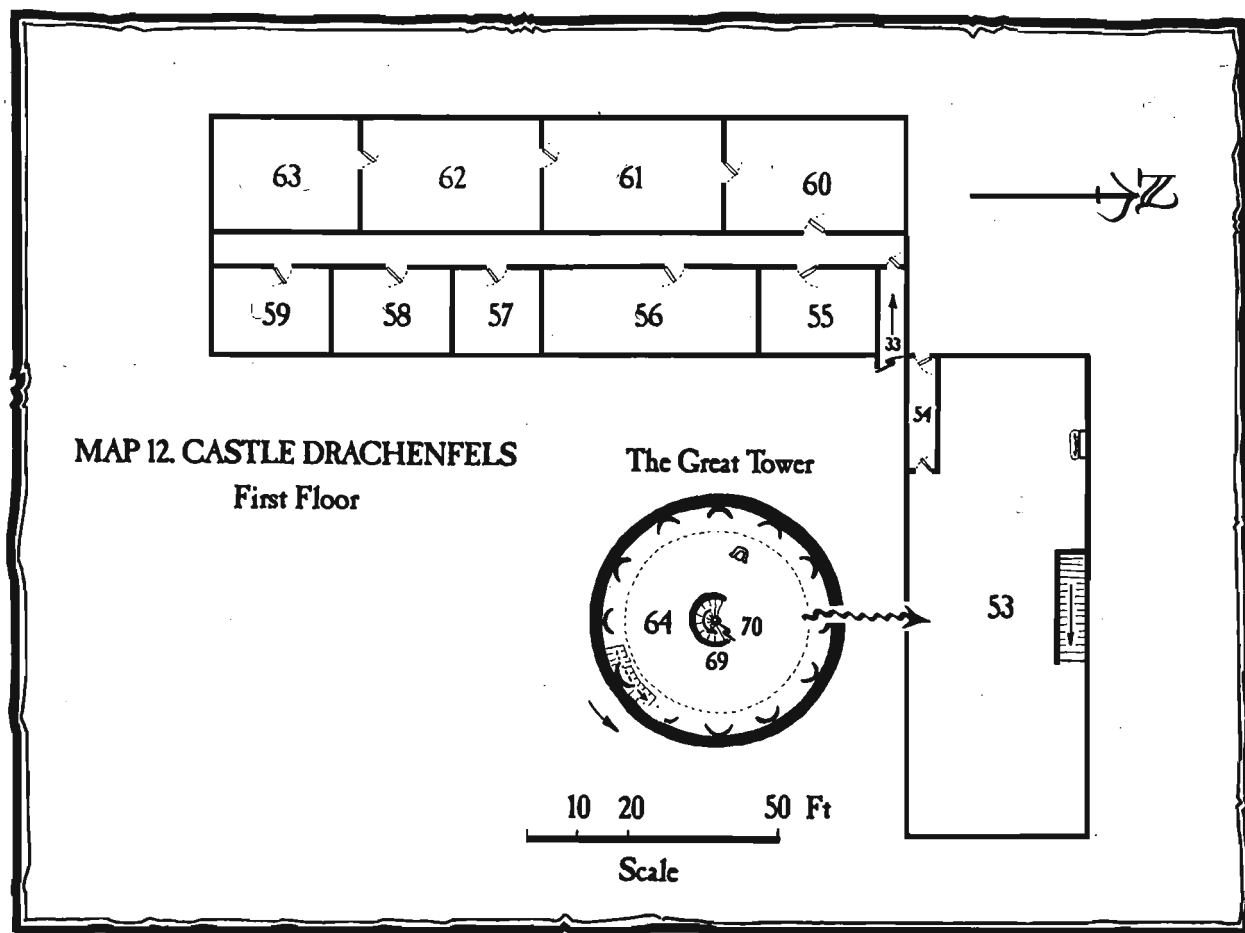 63 62 61 60
N
59 58 57 56 55
33
54
MAP 12. CASTLE DRACHENFELS
First Floor
The Great Tower
53
64 70
69
10 20 50 Ft
Scale